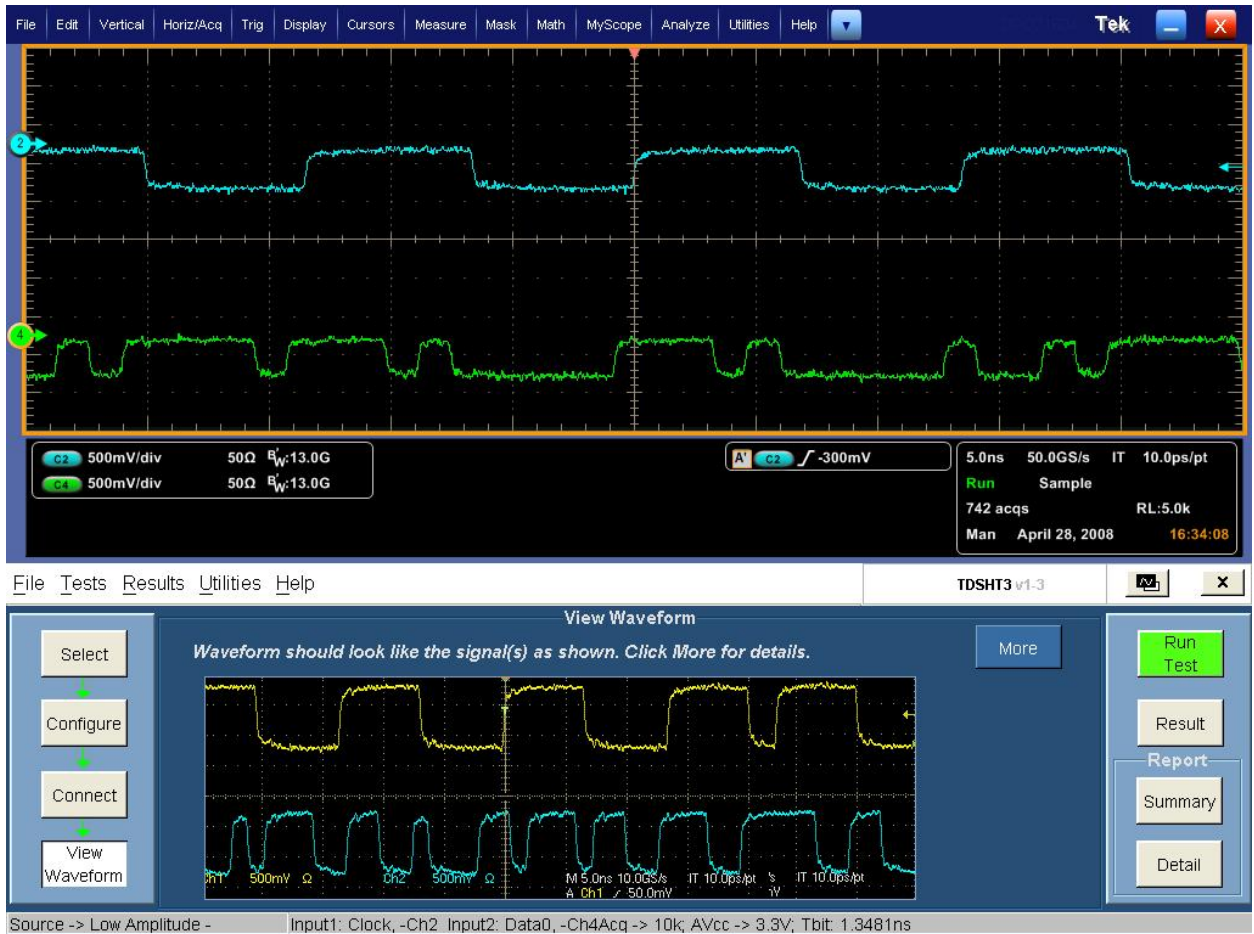 File Edit Vertical Horiz/Acq Trig Display Cursors Measure Mask Math MyScope Analyze Utilities Help Tek X
2
4
C2 500mV/div 50Ω BW:13.0G
C4 500mV/div 50Ω BW:13.0G
A' C2 -300mV
5.0ns 50.0GS/s IT 10.0ps/pt
Run Sample
742 acqs RL:5.0k
Man April 28, 2008 16:34:08
File Tests Results Utilities Help TDSHT3 v1-3 x
View Waveform
Waveform should look like the signal(s) as shown. Click More for details.
More
Select
Configure
Connect
View
Waveform
T
Ch1 500mV Ω Ch2 500mV Ω M 5.0ns 10.0GS/s IT 10.0ps/pt IT 10.0ps/pt
A Ch1 / 50.0mV
Run
Test
Result
Report
Summary
Detail
Source -> Low Amplitude - Input1: Clock, -Ch2 Input2: Data0, -Ch4Acq -> 10k; AVcc -> 3.3V; Tbit: 1.3481ns